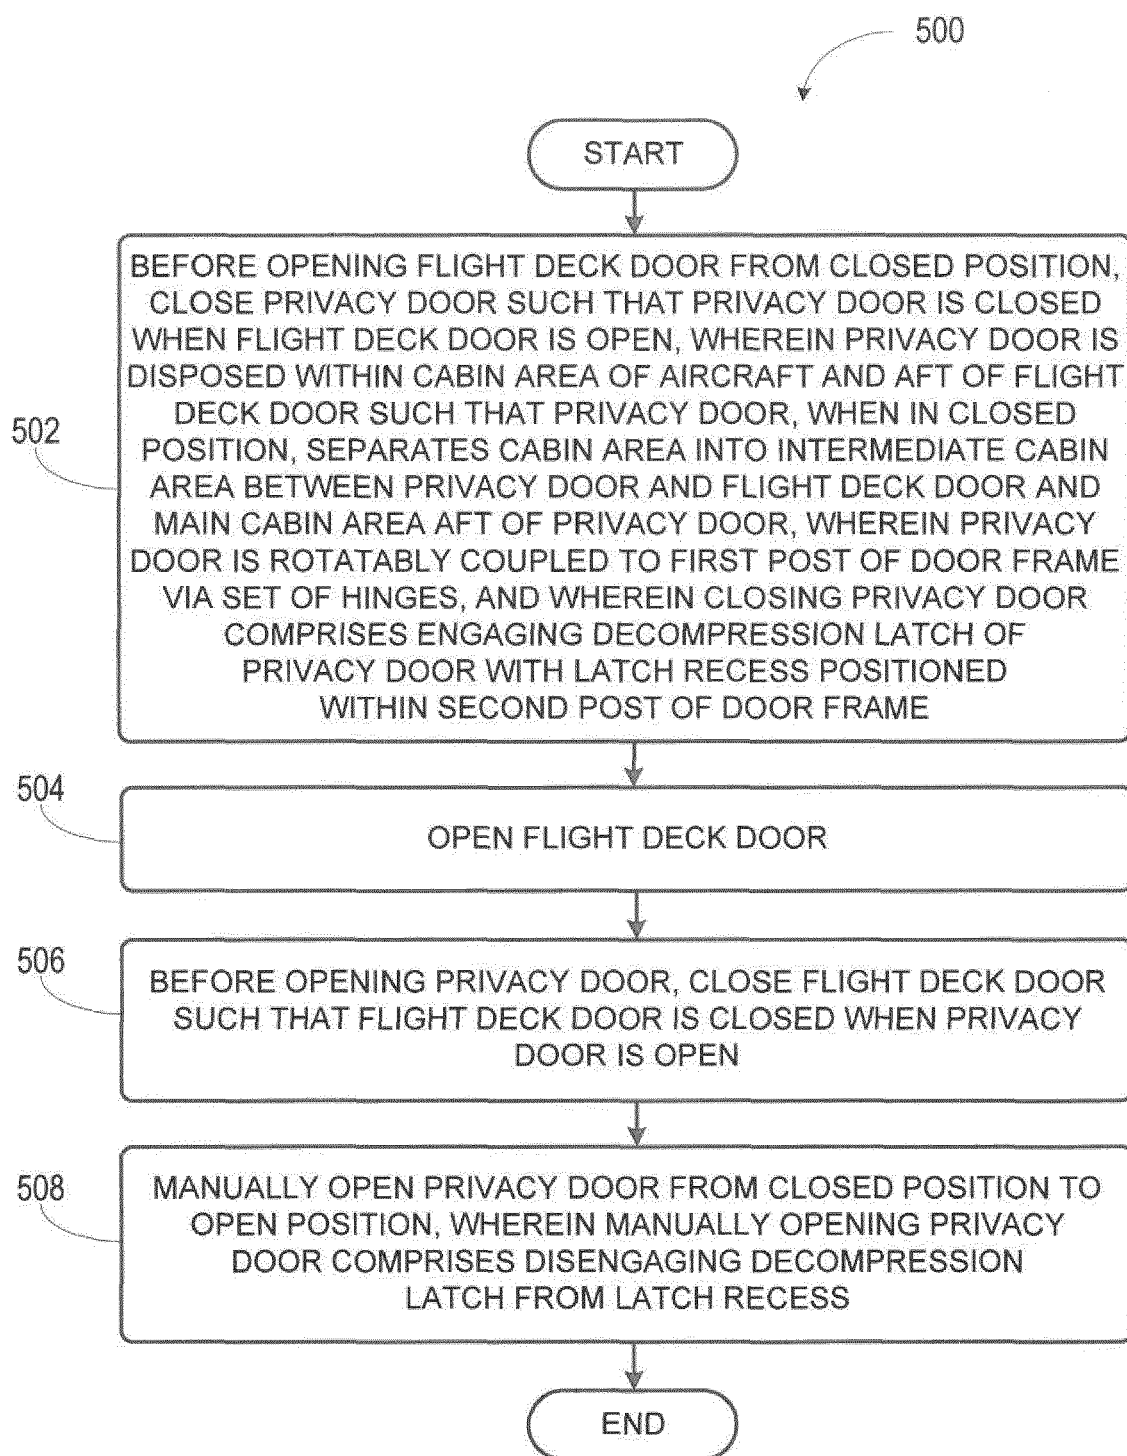 500
START
BEFORE OPENING FLIGHT DECK DOOR FROM CLOSED POSITION,
CLOSE PRIVACY DOOR SUCH THAT PRIVACY DOOR IS CLOSED
WHEN FLIGHT DECK DOOR IS OPEN, WHEREIN PRIVACY DOOR IS
DISPOSED WITHIN CABIN AREA OF AIRCRAFT AND AFT OF FLIGHT
DECK DOOR SUCH THAT PRIVACY DOOR, WHEN IN CLOSED
POSITION, SEPARATES CABIN AREA INTO INTERMEDIATE CABIN
AREA BETWEEN PRIVACY DOOR AND FLIGHT DECK DOOR AND
MAIN CABIN AREA AFT OF PRIVACY DOOR, WHEREIN PRIVACY
DOOR IS ROTATABLY COUPLED TO FIRST POST OF DOOR FRAME
VIA SET OF HINGES, AND WHEREIN CLOSING PRIVACY DOOR
COMPRISES ENGAGING DECOMPRESSION LATCH OF
PRIVACY DOOR WITH LATCH RECESS POSITIONED
WITHIN SECOND POST OF DOOR FRAME
502
504
OPEN FLIGHT DECK DOOR
506
BEFORE OPENING PRIVACY DOOR, CLOSE FLIGHT DECK DOOR
SUCH THAT FLIGHT DECK DOOR IS CLOSED WHEN PRIVACY
DOOR IS OPEN
508
MANUALLY OPEN PRIVACY DOOR FROM CLOSED POSITION TO
OPEN POSITION, WHEREIN MANUALLY OPENING PRIVACY
DOOR COMPRISES DISENGAGING DECOMPRESSION
LATCH FROM LATCH RECESS
END